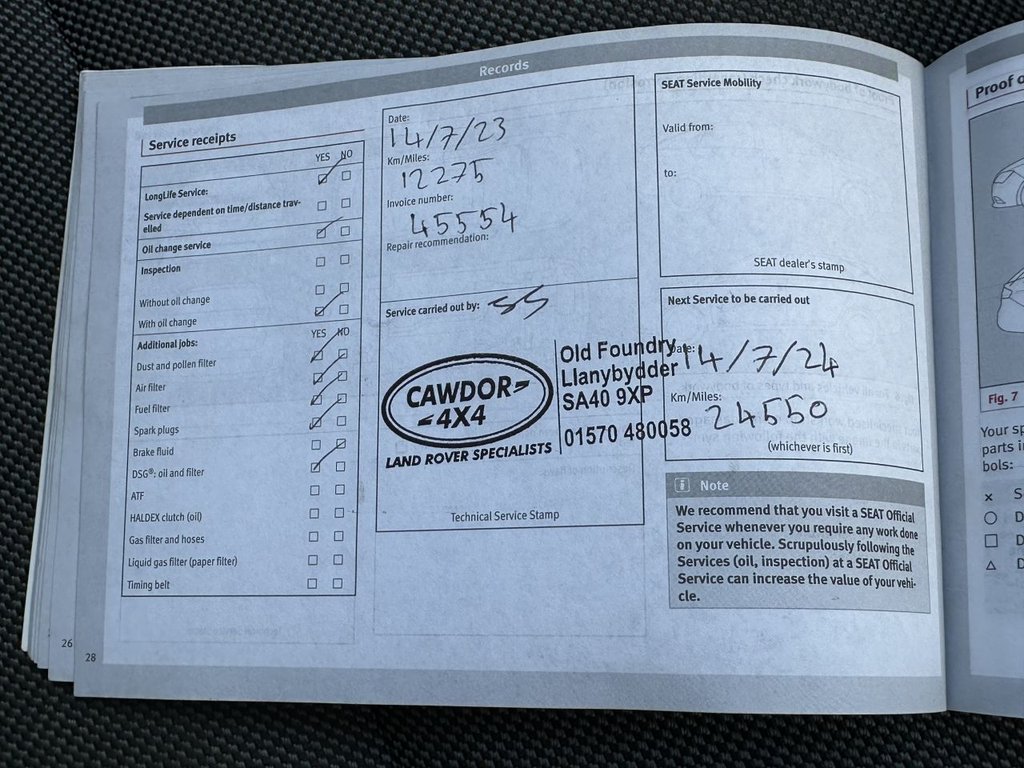 Records
Service receipts
YES NO
LongLife Service:
Service dependent on time/distance trav-
elled
Oil change service
Inspection
Without oil change
With oil change
Additional jobs:
YES NO
Dust and pollen filter
Air filter
Fuel filter
Spark plugs
Brake fluid
DSG®: oil and filter
ATF
HALDEX clutch (oil)
Gas filter and hoses
Liquid gas filter (paper filter)
Timing belt
26
28
Date:
14/7/23
Km/Miles:
12275
Invoice number:
45554
Repair recommendation:
Service carried out by: SS
CAWDOR
4X4
LAND ROVER SPECIALISTS
Old Foundry
Llanybydder
SA40 9XP
01570 480058
Technical Service Stamp
SEAT Service Mobility
Valid from:
to:
SEAT dealer's stamp
Next Service to be carried out
Date: 14/7/24
Km/Miles:
24550
(whichever is first)
i Note
We recommend that you visit a SEAT Official
Service whenever you require any work done
on your vehicle. Scrupulously following the
Services (oil, inspection) at a SEAT Official
Service can increase the value of your vehi-
cle.
Proof o
Fig. 7
Your sp
parts i
bols:
× S
○ D
□ D
△ D